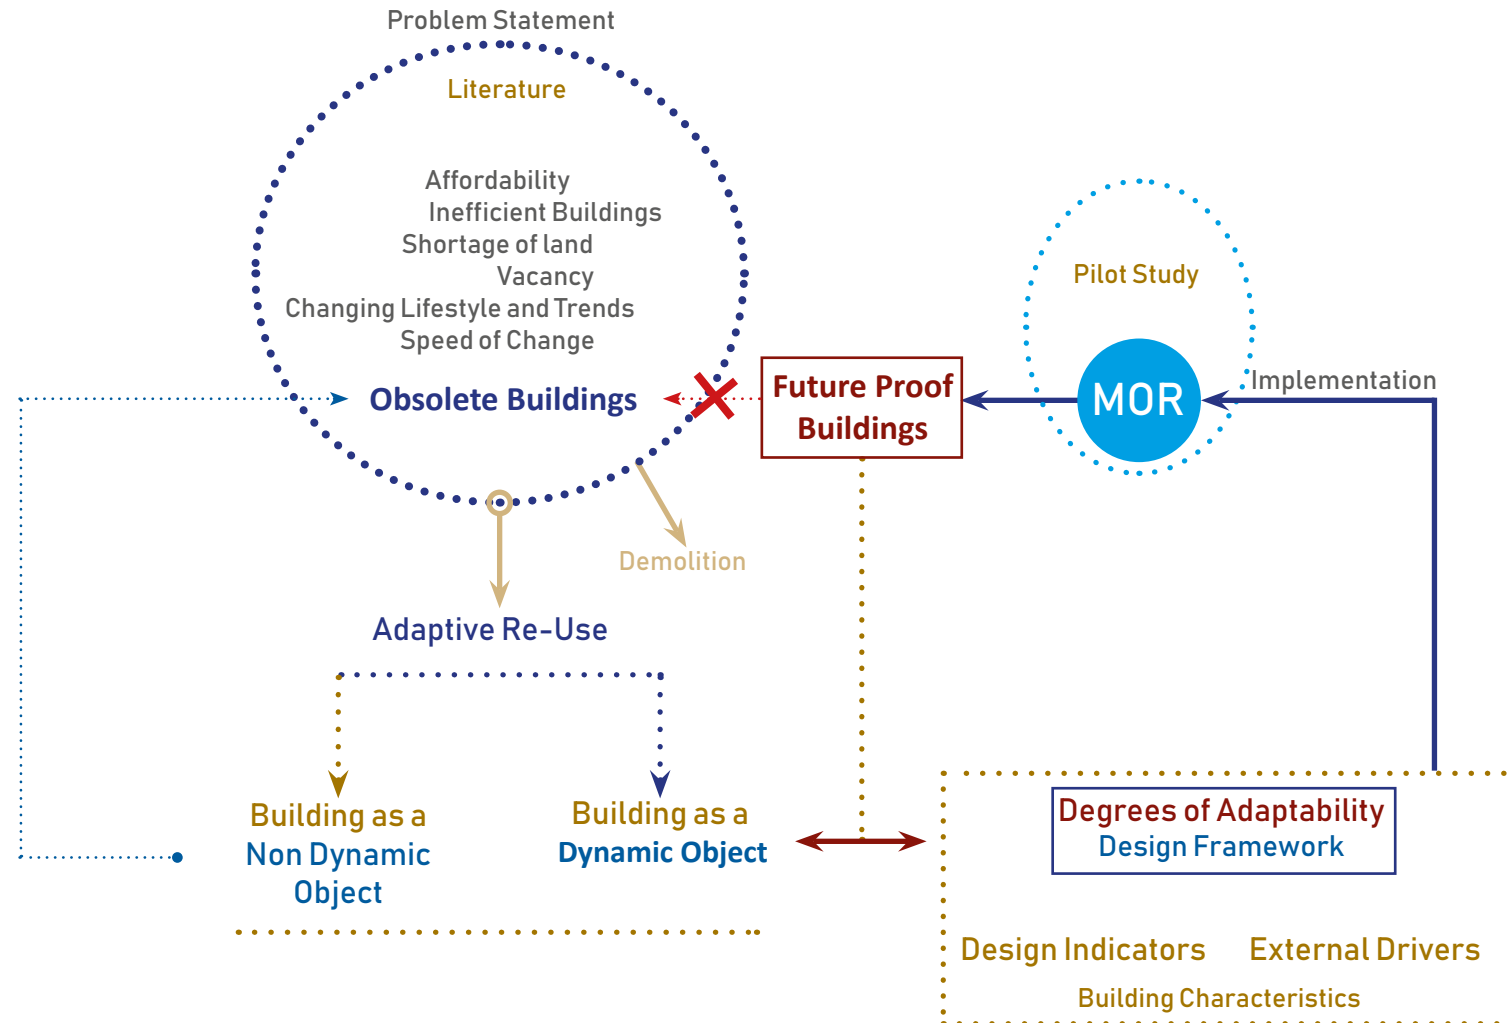 Problem Statement
Literature
Affordability
Inefficient Buildings
Shortage of land
Vacancy
Changing Lifestyle and Trends
Speed of Change
Obsolete Buildings
Future Proof
Buildings
Pilot Study
MOR
Implementation
Demolition
Adaptive Re-Use
Building as a
Non Dynamic
Object
Building as a
Dynamic Object
Degrees of Adaptability
Design Framework
Design Indicators
External Drivers
Building Characteristics